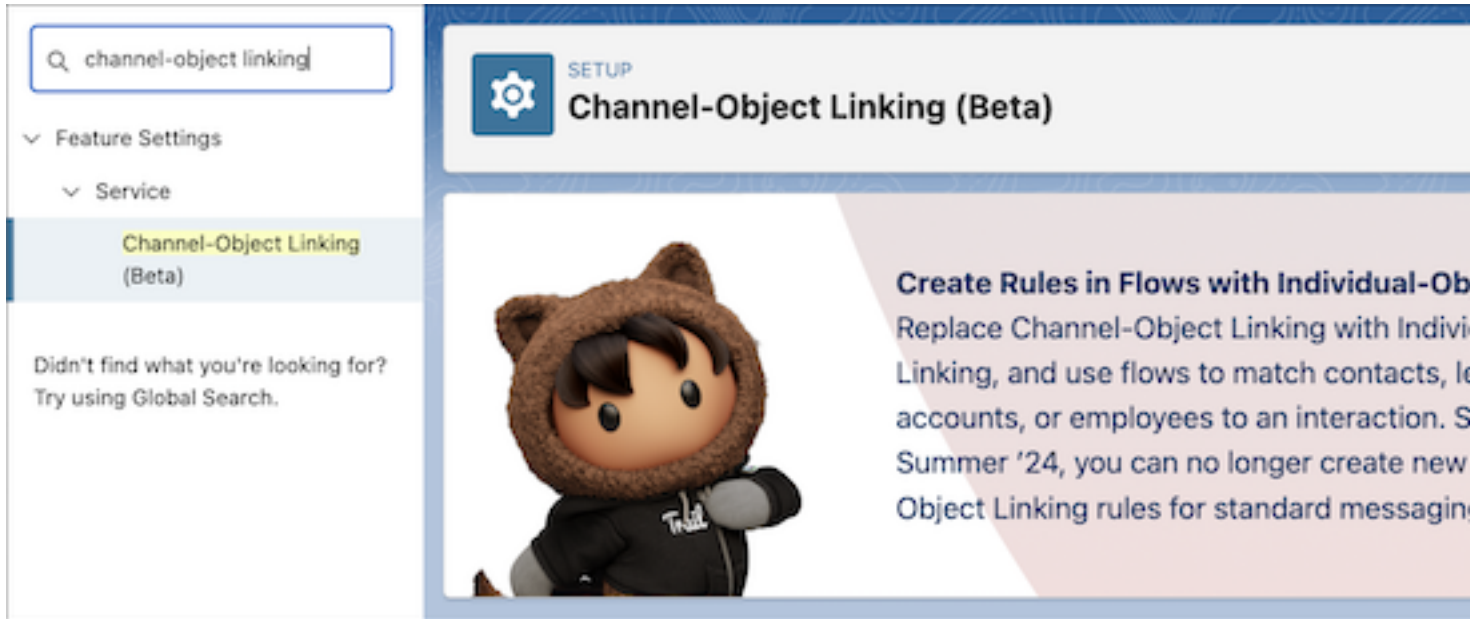 channel-object linking
Feature Settings
Service
Channel-Object Linking
(Beta)
Didn't find what you're looking for?
Try using Global Search.
SETUP
Channel-Object Linking (Beta)
Create Rules in Flows with Individual-Ob
Replace Channel-Object Linking with Indivi
Linking, and use flows to match contacts, le
accounts, or employees to an interaction. S
Summer ’24, you can no longer create new
Object Linking rules for standard messaging
Trail